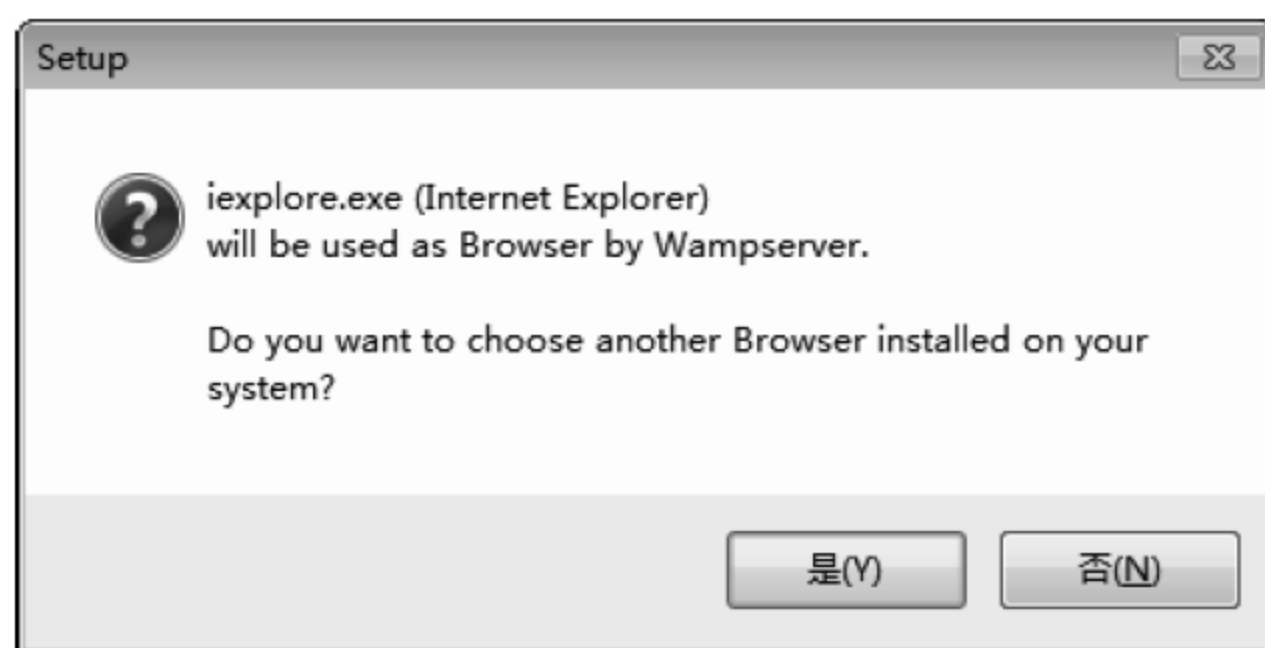 Setup
iexplore.exe (Internet Explorer)
will be used as Browser by Wampserver.
Do you want to choose another Browser installed on your
system?
是(Y) 否(N)